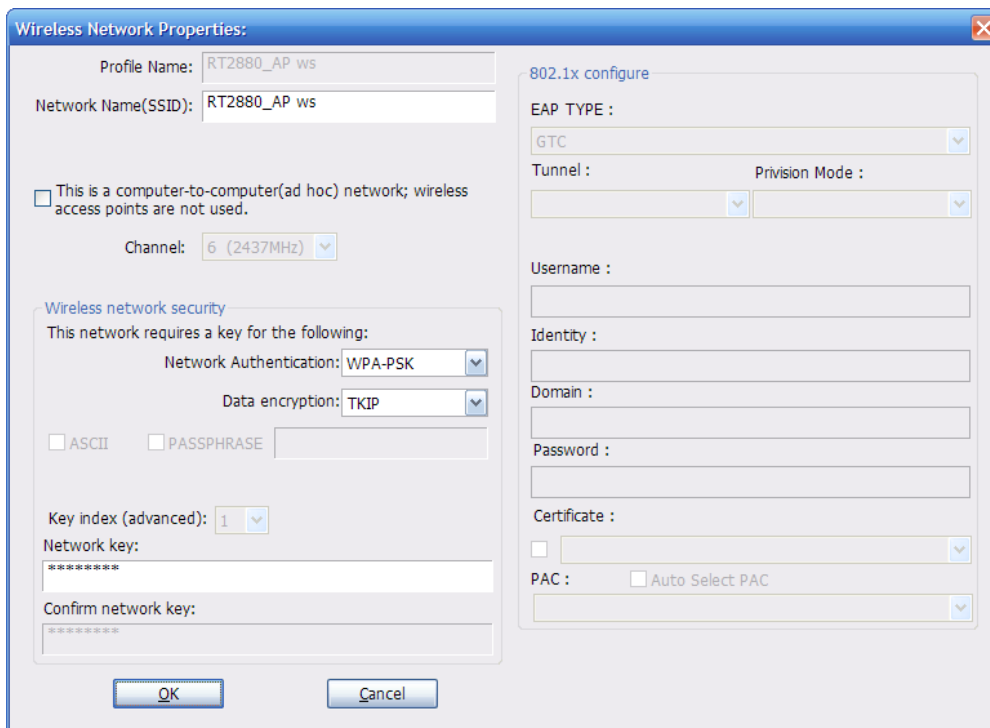 Wireless Network Properties:
Profile Name: RT2880_AP ws
Network Name(SSID): RT2880_AP ws
This is a computer-to-computer(ad hoc) network; wireless
access points are not used.
Channel: 6 (2437MHz)
Wireless network security
This network requires a key for the following:
Network Authentication: WPA-PSK
Data encryption: TKIP
ASCII PASSPHRASE
Key index (advanced): 1
Network key:
********
Confirm network key:
********
OK Cancel
802.1x configure
EAP TYPE :
GTC
Tunnel : Privision Mode :
Username :
Identity :
Domain :
Password :
Certificate :
PAC : Auto Select PAC